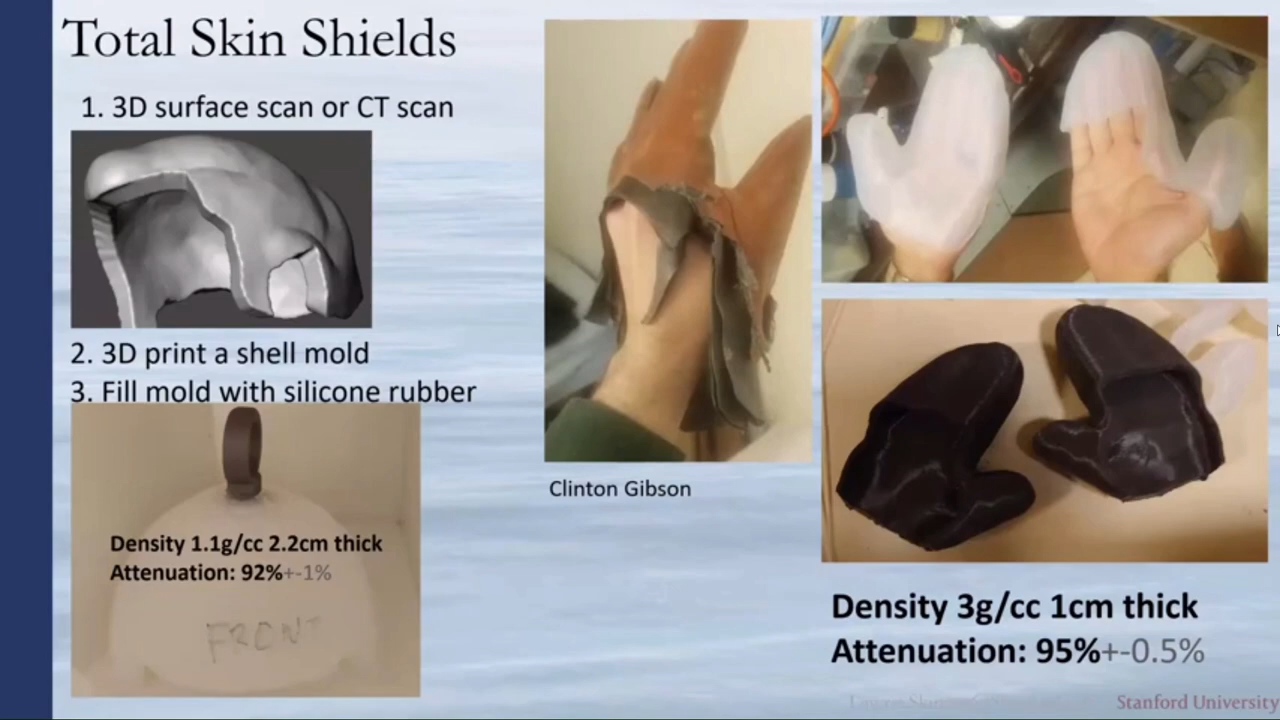 Total Skin Shields
1. 3D surface scan or CT scan
2. 3D print a shell mold
3. Fill mold with silicone rubber
Density 1.1g/cc 2.2cm thick
Attenuation: 92%+-1%
FRONT
Clinton Gibson
Density 3g/cc 1cm thick
Attenuation: 95%+-0.5%
Stanford University